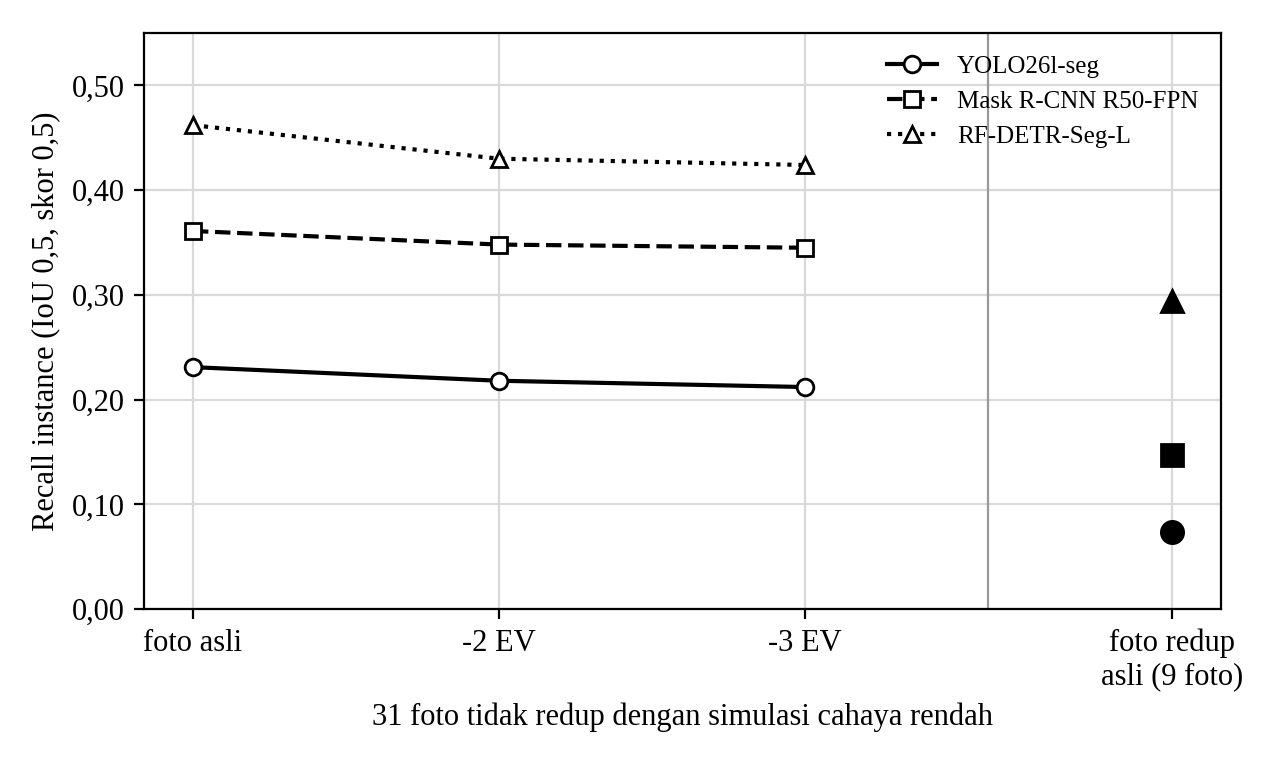 Recall instance (IoU 0,5, skor 0,5)
0,50
0,40
0,30
0,20
0,10
0,00
YOLO26l-seg
Mask R-CNN R50-FPN
RF-DETR-Seg-L
foto asli
-2 EV
-3 EV
foto redup
asli (9 foto)
31 foto tidak redup dengan simulasi cahaya rendah